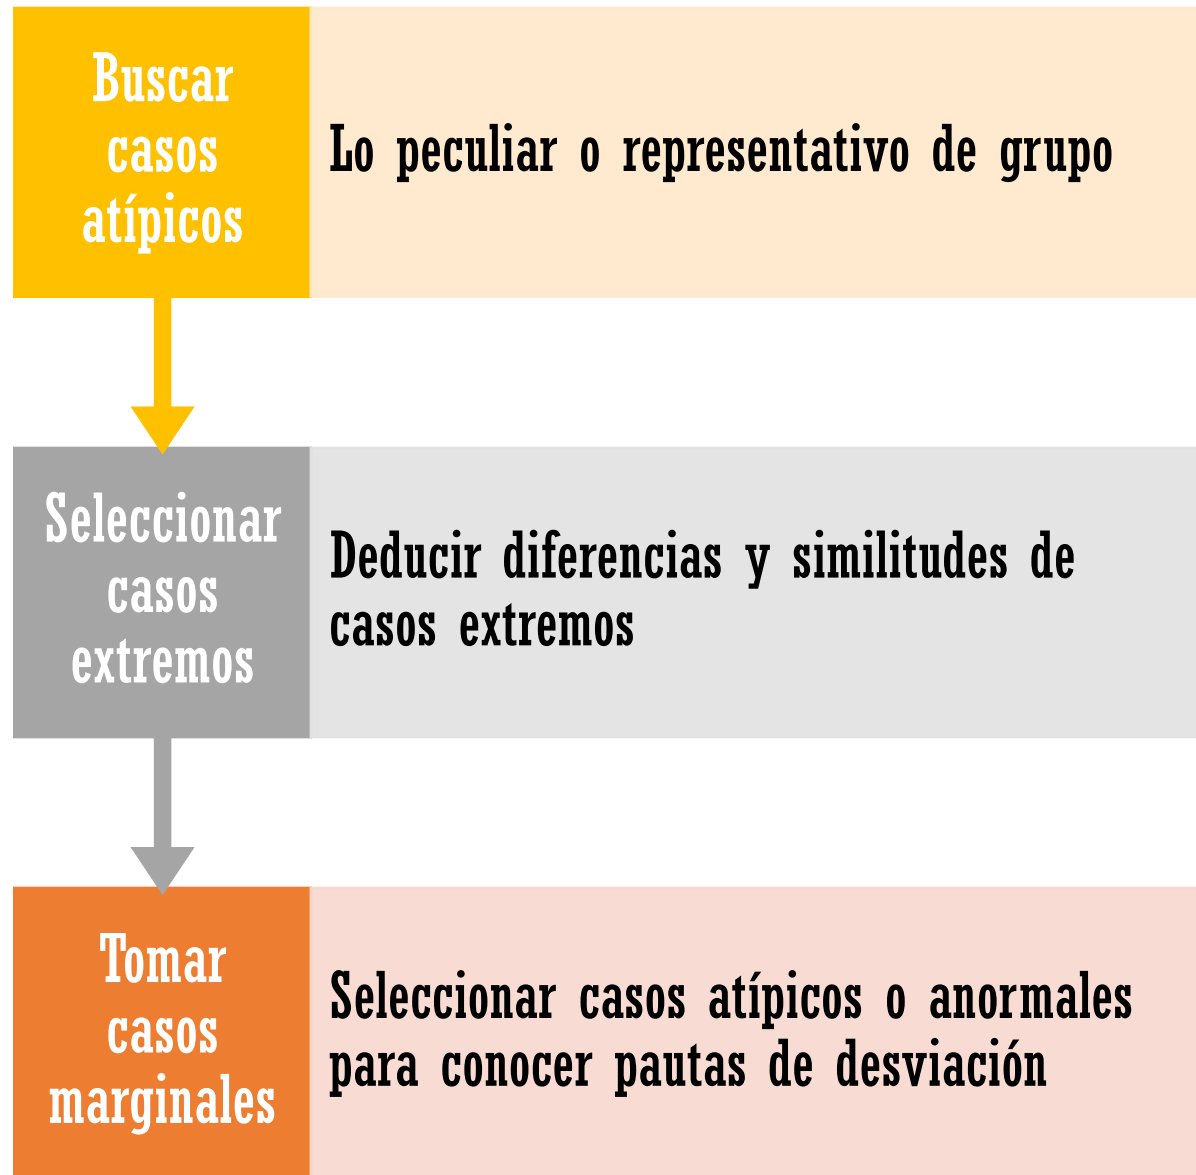 Buscar
casos
atípicos
Lo peculiar o representativo de grupo
Seleccionar
casos
extremos
Deducir diferencias y similitudes de
casos extremos
Tomar
casos
marginales
Seleccionar casos atípicos o anormales
para conocer pautas de desviación